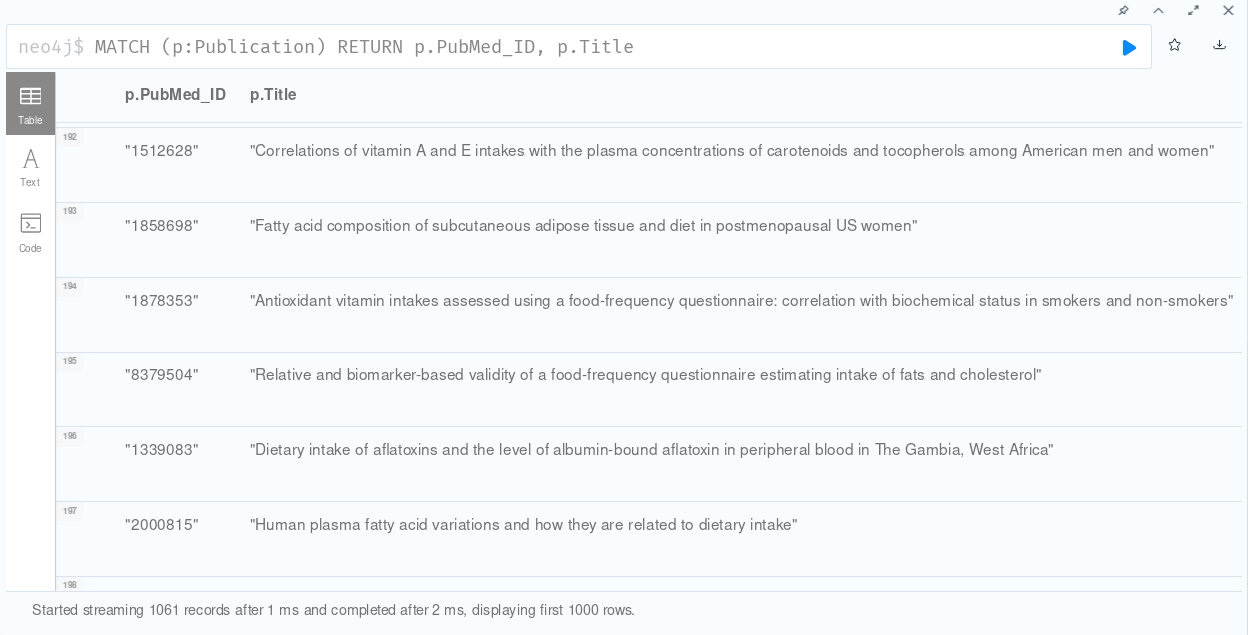 neo4j$ MATCH (p:Publication) RETURN p.PubMed_ID, p.Title
Table
Text
Code
p.PubMed_ID p.Title
192
"1512628" "Correlations of vitamin A and E intakes with the plasma concentrations of carotenoids and tocopherols among American men and women"
193
"1858698" "Fatty acid composition of subcutaneous adipose tissue and diet in postmenopausal US women"
194
"1878353" "Antioxidant vitamin intakes assessed using a food-frequency questionnaire: correlation with biochemical status in smokers and non-smokers"
195
"8379504" "Relative and biomarker-based validity of a food-frequency questionnaire estimating intake of fats and cholesterol"
196
"1339083" "Dietary intake of aflatoxins and the level of albumin-bound aflatoxin in peripheral blood in The Gambia, West Africa"
197
"2000815" "Human plasma fatty acid variations and how they are related to dietary intake"
198
Started streaming 1061 records after 1 ms and completed after 2 ms, displaying first 1000 rows.